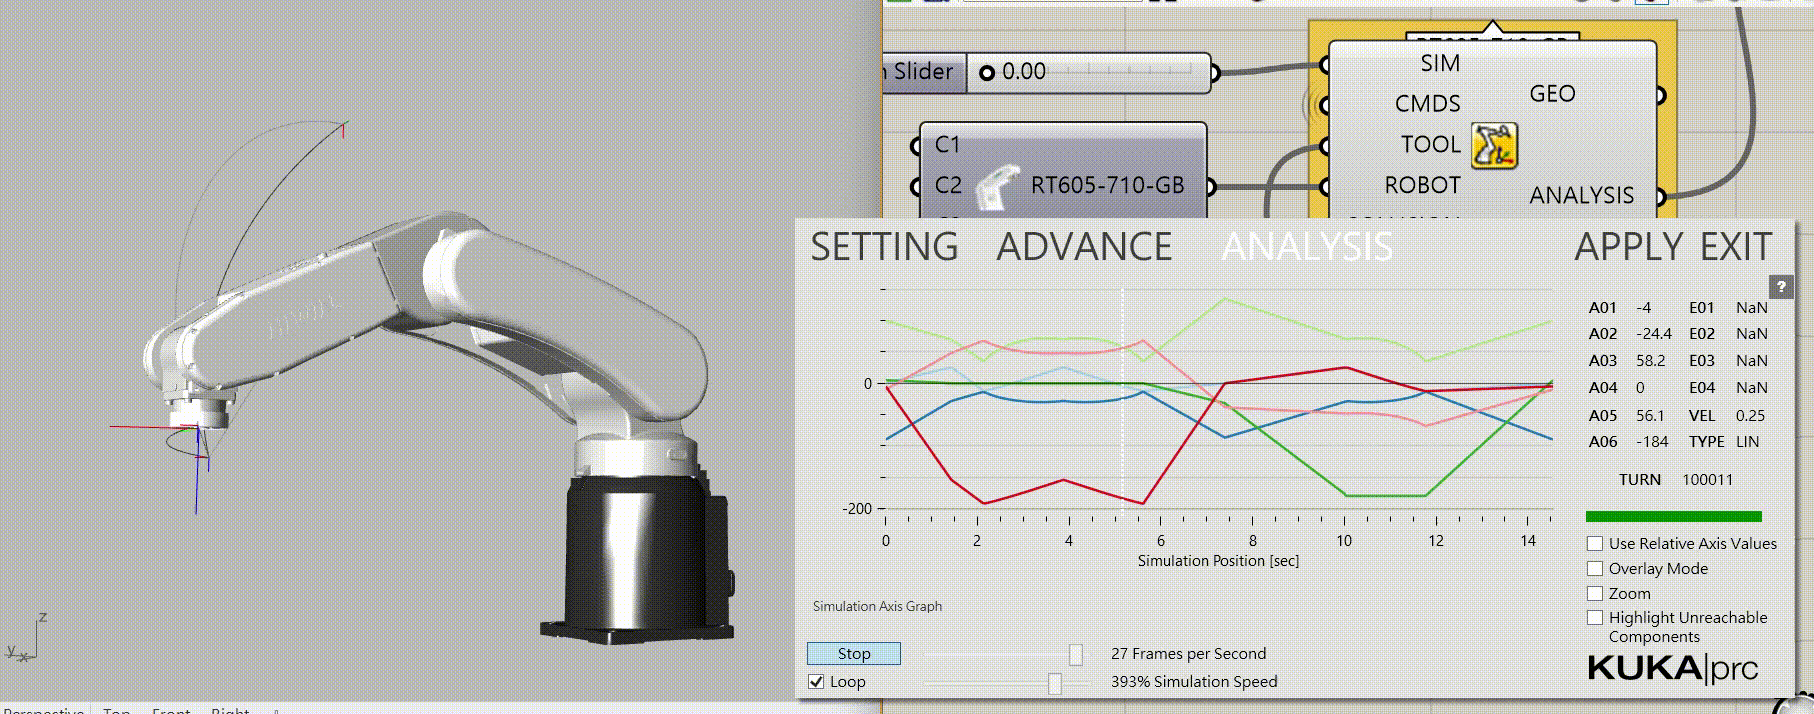 Slider 0.00
SIM
CMDS
GEO
C1
TOOL
C2 RT605-710-GB
ROBOT
ANALYSIS
SETTING ADVANCE ANALYSIS APPLY EXIT
?
A01 -4 E01 NaN
A02 -24.4 E02 NaN
A03 58.2 E03 NaN
A04 0 E04 NaN
A05 56.1 VEL 0.25
A06 -184 TYPE LIN
TURN 100011
0
-200
0 2 4 6 8 10 12 14
Simulation Position [sec]
Use Relative Axis Values
Overlay Mode
Zoom
Highlight Unreachable
Components
Simulation Axis Graph
Stop 27 Frames per Second
Loop 393% Simulation Speed
KUKA|prc
z
y x
Perspective Top Front Right